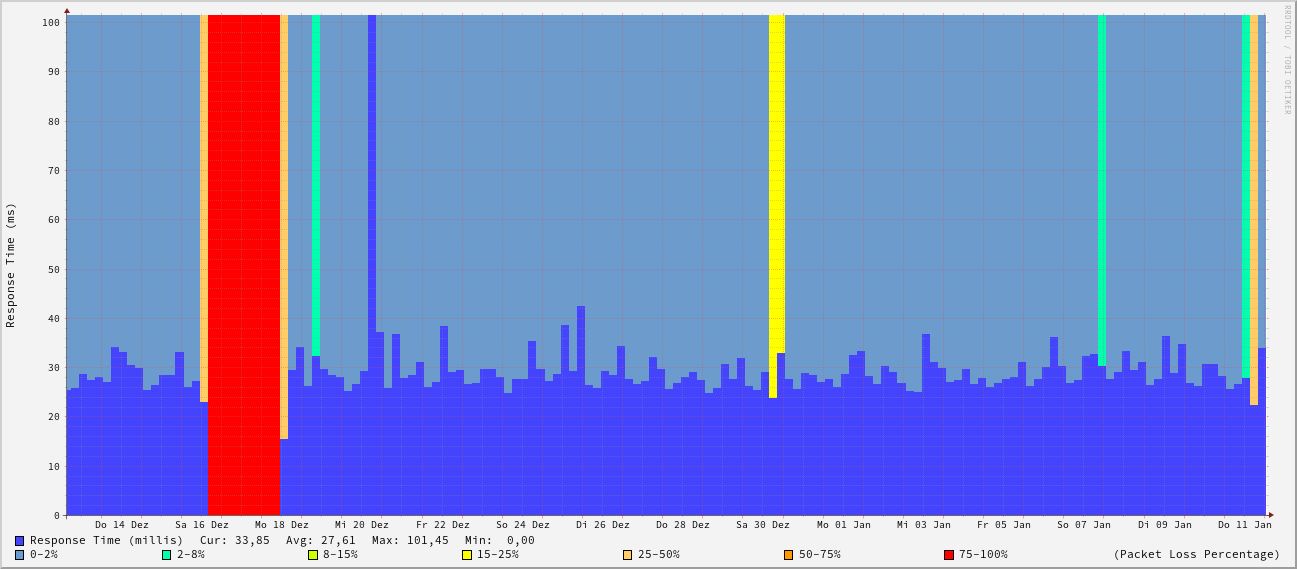 RRDTOOL / TOBI OETIKER
Response Time (ms)
100
90
80
70
60
50
40
30
20
10
0
Do 14 Dez Sa 16 Dez Mo 18 Dez Mi 20 Dez Fr 22 Dez So 24 Dez Di 26 Dez Do 28 Dez Sa 30 Dez Mo 01 Jan Mi 03 Jan Fr 05 Jan So 07 Jan Di 09 Jan Do 11 Jan
Response Time (millis) Cur: 33,85 Avg: 27,61 Max: 101,45 Min: 0,00
0-2% 2-8% 8-15% 15-25% 25-50% 50-75% 75-100% (Packet Loss Percentage)